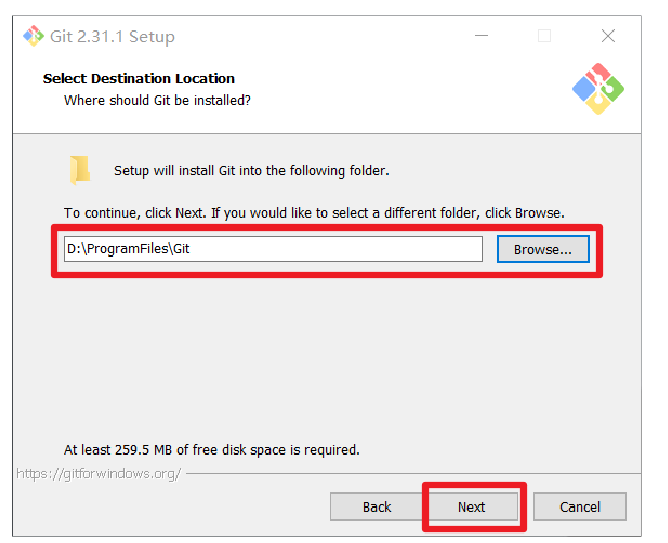 Git 2.31.1 Setup
Select Destination Location
Where should Git be installed?
Setup will install Git into the following folder.
To continue, click Next. If you would like to select a different folder, click Browse.
D:\ProgramFiles\Git
Browse...
At least 259.5 MB of free disk space is required.
https://gitforwindows.org/
Back
Next
Cancel